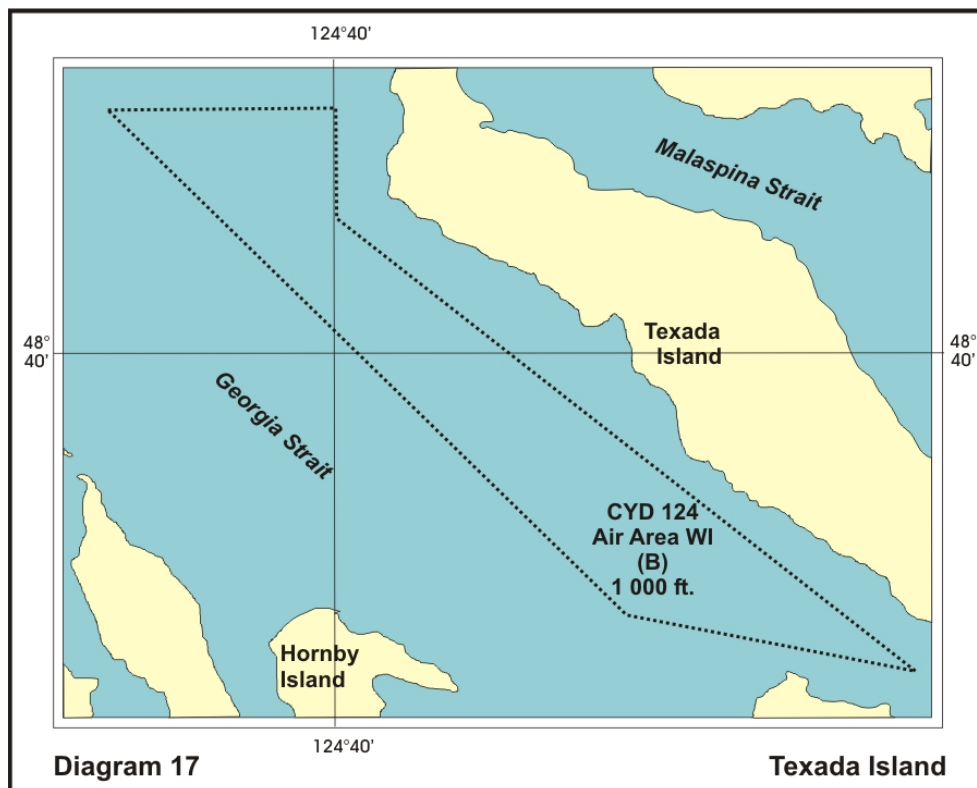 124°40'
Malaspina Strait
48°
40'
Texada
Island
48°
40'
Georgia Strait
CYD 124
Air Area WI
(B)
1 000 ft.
Hornby
Island
124°40'
Diagram 17
Texada Island